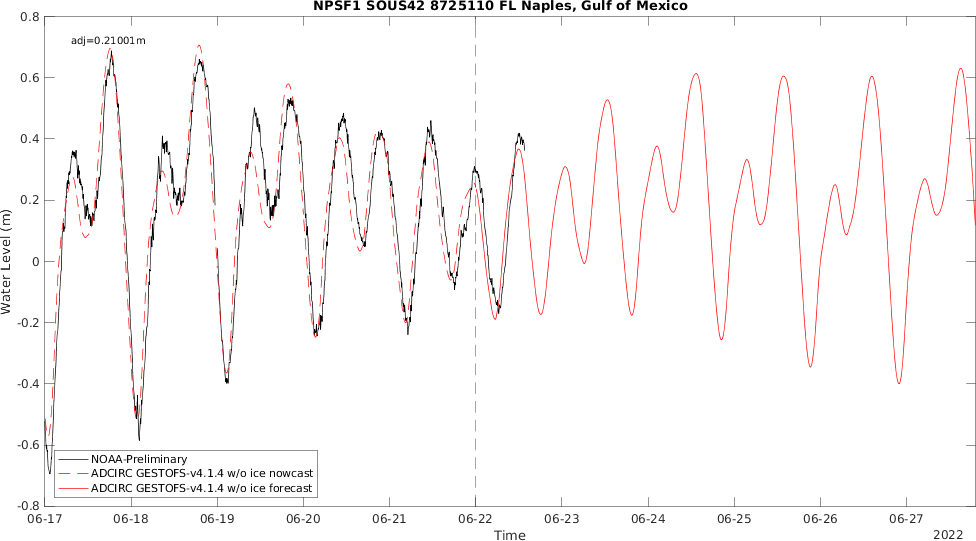 NPSF1 SOUS42 8725110 FL Naples, Gulf of Mexico
adj=0.21001m
0.8
0.6
0.4
0.2
0
-0.2
-0.4
-0.6
-0.8
Water Level (m)
NOAA-Preliminary
ADCIRC GESTOFS-v4.1.4 w/o ice nowcast
ADCIRC GESTOFS-v4.1.4 w/o ice forecast
06-17 06-18 06-19 06-20 06-21 06-22 06-23 06-24 06-25 06-26 06-27
Time
2022